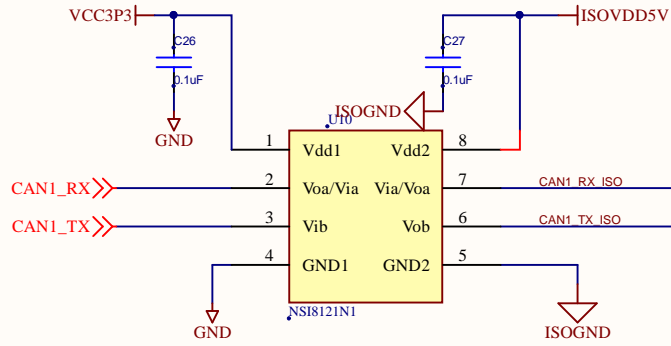 VCC3P3
ISOVDD5V
C26
C27
0.1uF
0.1uF
ISOGND
GND
U10
1 Vdd1 Vdd2 8
CAN1_RX 2 Voa/Via Via/Voa 7 CAN1_RX_ISO
CAN1_TX 3 Vib Vob 6 CAN1_TX_ISO
4 GND1 GND2 5
NSI8121N1
GND
ISOGND